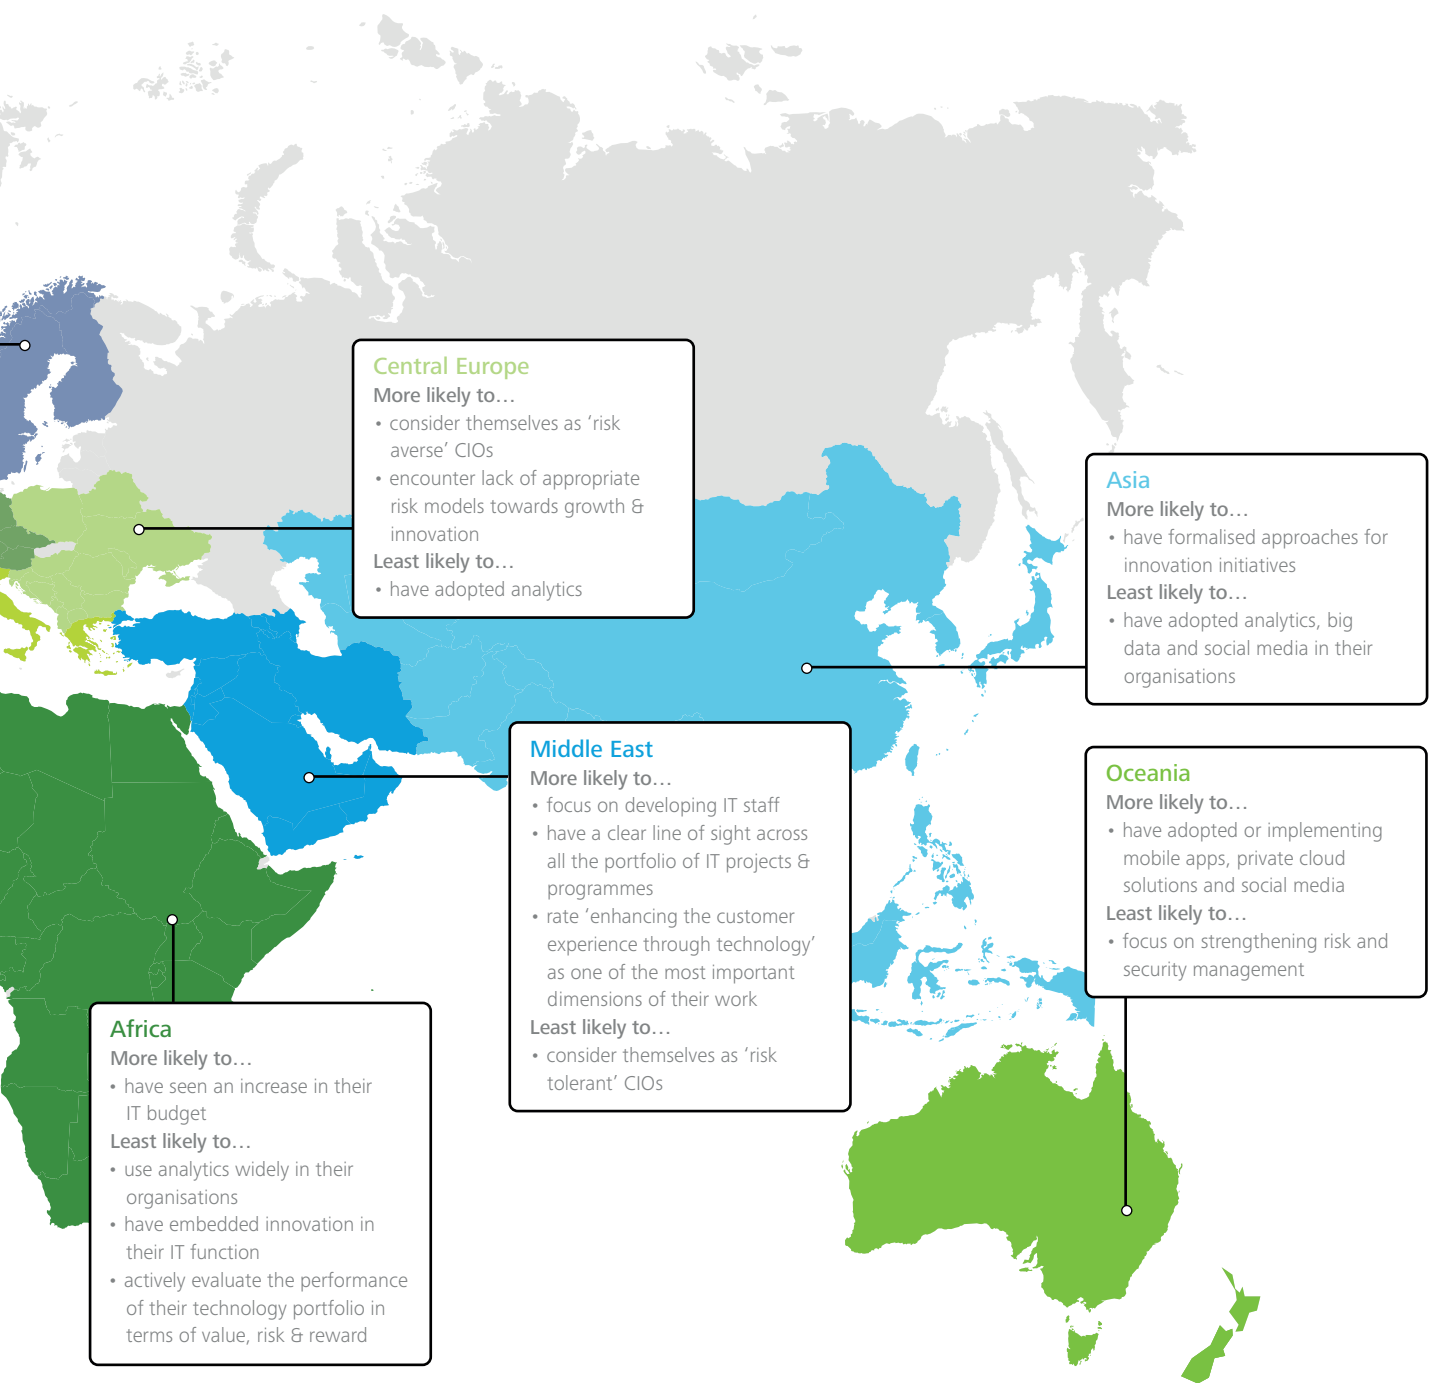 Central Europe
More likely to…
• consider themselves as ‘risk
averse’ CIOs
• encounter lack of appropriate
risk models towards growth &
innovation
Least likely to…
• have adopted analytics
Asia
More likely to…
• have formalised approaches for
innovation initiatives
Least likely to…
• have adopted analytics, big
data and social media in their
organisations
Middle East
More likely to…
• focus on developing IT staff
• have a clear line of sight across
all the portfolio of IT projects &
programmes
• rate ‘enhancing the customer
experience through technology’
as one of the most important
dimensions of their work
Least likely to…
• consider themselves as ‘risk
tolerant’ CIOs
Oceania
More likely to…
• have adopted or implementing
mobile apps, private cloud
solutions and social media
Least likely to…
• focus on strengthening risk and
security management
Africa
More likely to…
• have seen an increase in their
IT budget
Least likely to…
• use analytics widely in their
organisations
• have embedded innovation in
their IT function
• actively evaluate the performance
of their technology portfolio in
terms of value, risk & reward